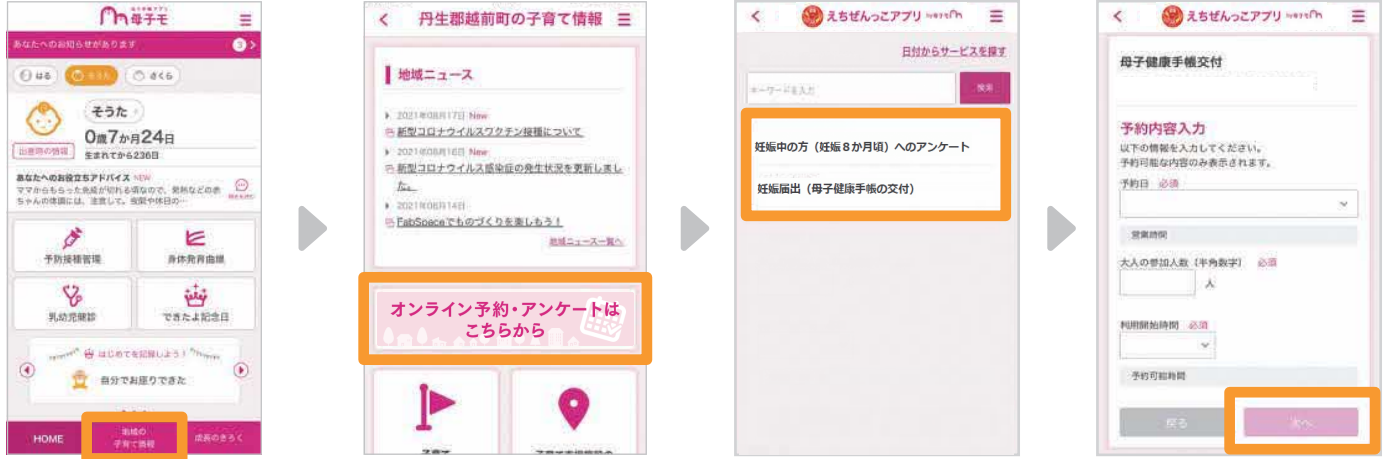 母子モ
あなたへのお知らせがあります
3
はる
そうた
さくら
そうた
0歳7か月24日
出産時の情報
生まれてから236日
あなたへのお役立ちアドバイス NEW
ママからもらった免疫が切れる頃なので、発熱などの赤
ちゃんの体調には、注意して。夜間や休日の…
予防接種管理
身体発育曲線
乳幼児健診
できたよ記念日
はじめてを記録しよう!
自分でお座りできた
HOME
地域の
子育て情報
成長のきろく
丹生郡越前町の子育て情報
地域ニュース
2021年08月17日 New
新型コロナウイルスワクチン接種について
2021年08月16日 New
新型コロナウイルス感染症の発生状況を更新しまし
た。
2021年08月14日
FabSpaceでものづくりを楽しもう!
地域ニュース一覧へ
オンライン予約・アンケートは
こちらから
えちぜんっこアプリ
日付からサービスを探す
キーワードを入力
検索
妊娠中の方（妊娠8か月頃）へのアンケート
妊娠届出（母子健康手帳の交付）
えちぜんっこアプリ
母子健康手帳交付
予約内容入力
以下の情報を入力してください。
予約可能な内容のみ表示されます。
予約日 必須
営業時間
大人の参加人数（半角数字） 必須
人
利用開始時間 必須
予約可能時間
戻る
次へ